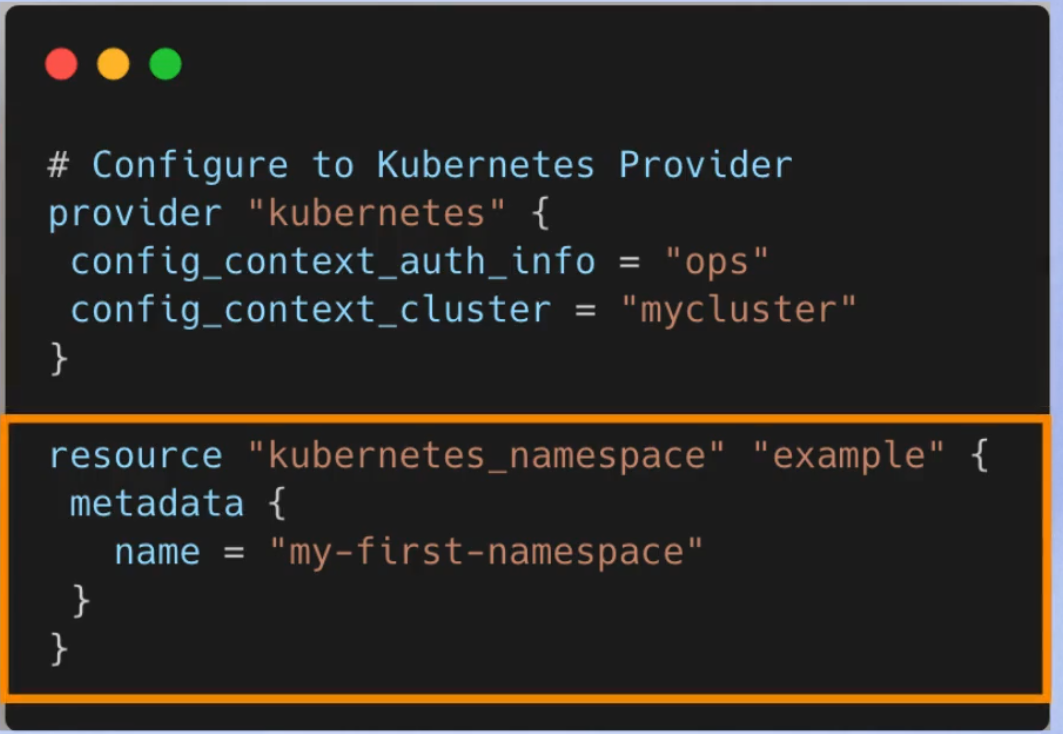 # Configure to Kubernetes Provider
provider "kubernetes" {
 config_context_auth_info = "ops"
 config_context_cluster = "mycluster"
}
resource "kubernetes_namespace" "example" {
 metadata {
   name = "my-first-namespace"
 }
}